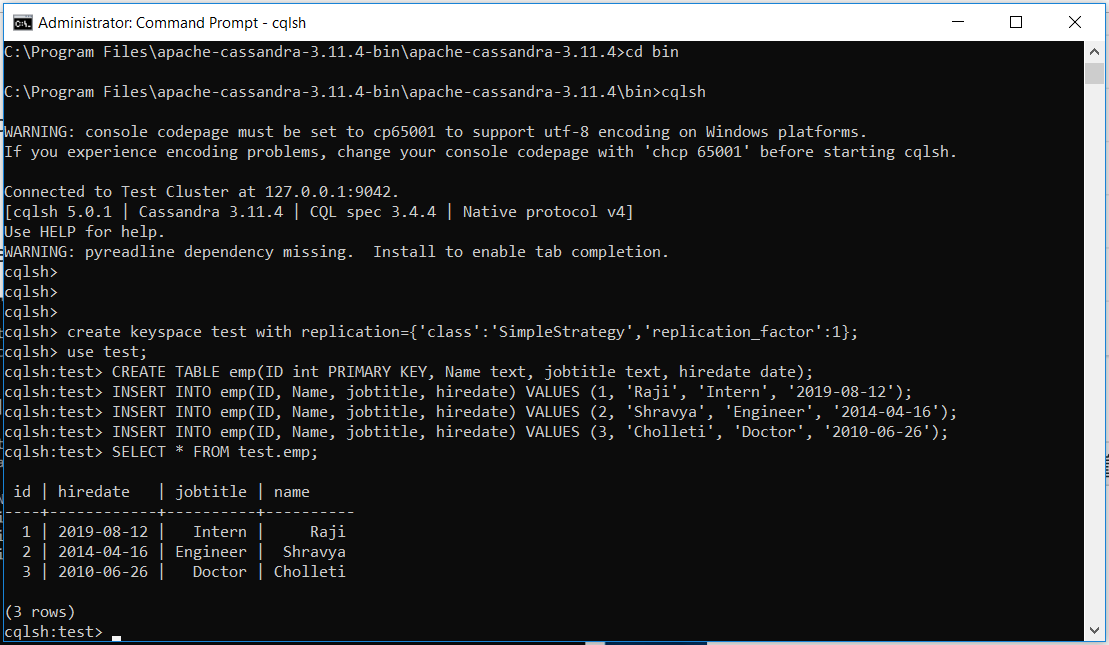 Administrator: Command Prompt - cqlsh
C:\Program Files\apache-cassandra-3.11.4-bin\apache-cassandra-3.11.4>cd bin
C:\Program Files\apache-cassandra-3.11.4-bin\apache-cassandra-3.11.4\bin>cqlsh
WARNING: console codepage must be set to cp65001 to support utf-8 encoding on Windows platforms.
If you experience encoding problems, change your console codepage with 'chcp 65001' before starting cqlsh.
Connected to Test Cluster at 127.0.0.1:9042.
[cqlsh 5.0.1 | Cassandra 3.11.4 | CQL spec 3.4.4 | Native protocol v4]
Use HELP for help.
WARNING: pyreadline dependency missing.  Install to enable tab completion.
cqlsh>
cqlsh>
cqlsh>
cqlsh> create keyspace test with replication={'class':'SimpleStrategy','replication_factor':1};
cqlsh> use test;
cqlsh:test> CREATE TABLE emp(ID int PRIMARY KEY, Name text, jobtitle text, hiredate date);
cqlsh:test> INSERT INTO emp(ID, Name, jobtitle, hiredate) VALUES (1, 'Raji', 'Intern', '2019-08-12');
cqlsh:test> INSERT INTO emp(ID, Name, jobtitle, hiredate) VALUES (2, 'Shravya', 'Engineer', '2014-04-16');
cqlsh:test> INSERT INTO emp(ID, Name, jobtitle, hiredate) VALUES (3, 'Cholleti', 'Doctor', '2010-06-26');
cqlsh:test> SELECT * FROM test.emp;
 id | hiredate   | jobtitle | name
----+------------+----------+----------
  1 | 2019-08-12 |   Intern |     Raji
  2 | 2014-04-16 | Engineer |  Shravya
  3 | 2010-06-26 |   Doctor | Cholleti
(3 rows)
cqlsh:test>